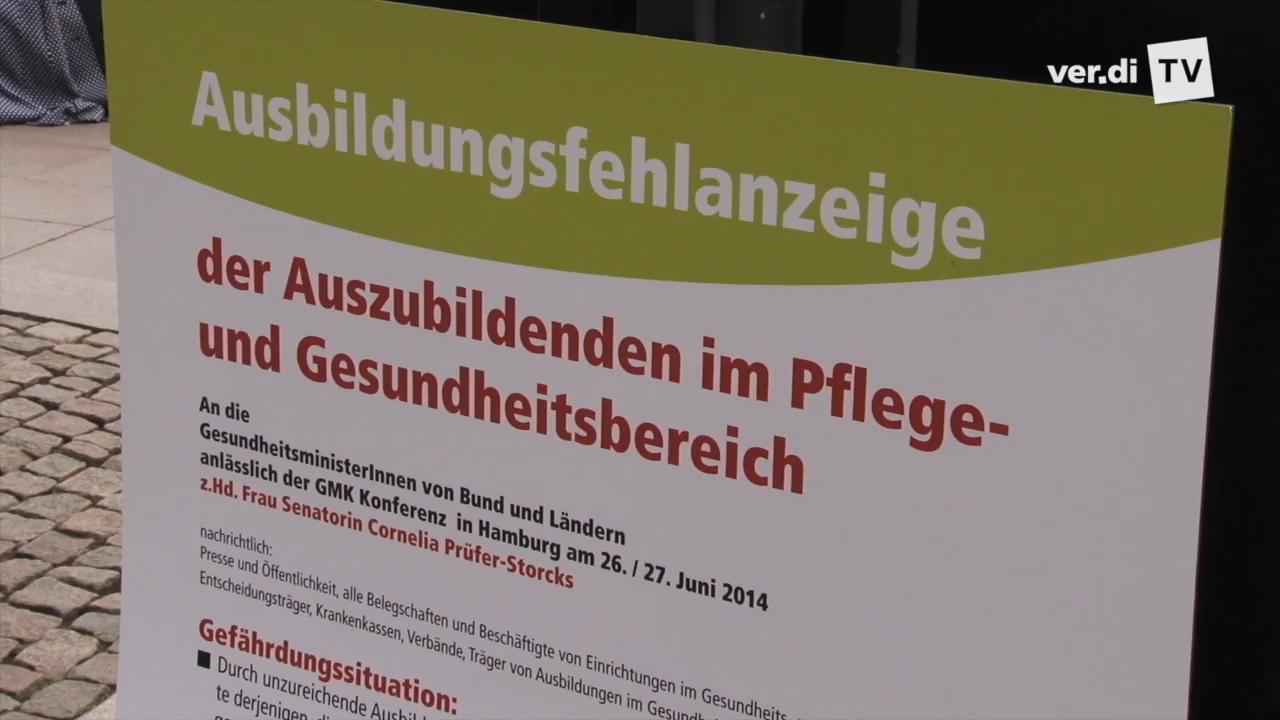 ver.di TV
Ausbildungsfehlanzeige
der Auszubildenden im Pflege-
und Gesundheitsbereich
An die
GesundheitsministerInnen von Bund und Ländern
anlässlich der GMK Konferenz in Hamburg am 26. / 27. Juni 2014
z.Hd. Frau Senatorin Cornelia Prüfer-Storcks
nachrichtlich:
Presse und Öffentlichkeit, alle Belegschaften und Beschäftigte von Einrichtungen im Gesundheits-
Entscheidungsträger, Krankenkassen, Verbände, Träger von Ausbildungen im
Gefährdungssituation:
Durch unzureichende
te derjenigen,